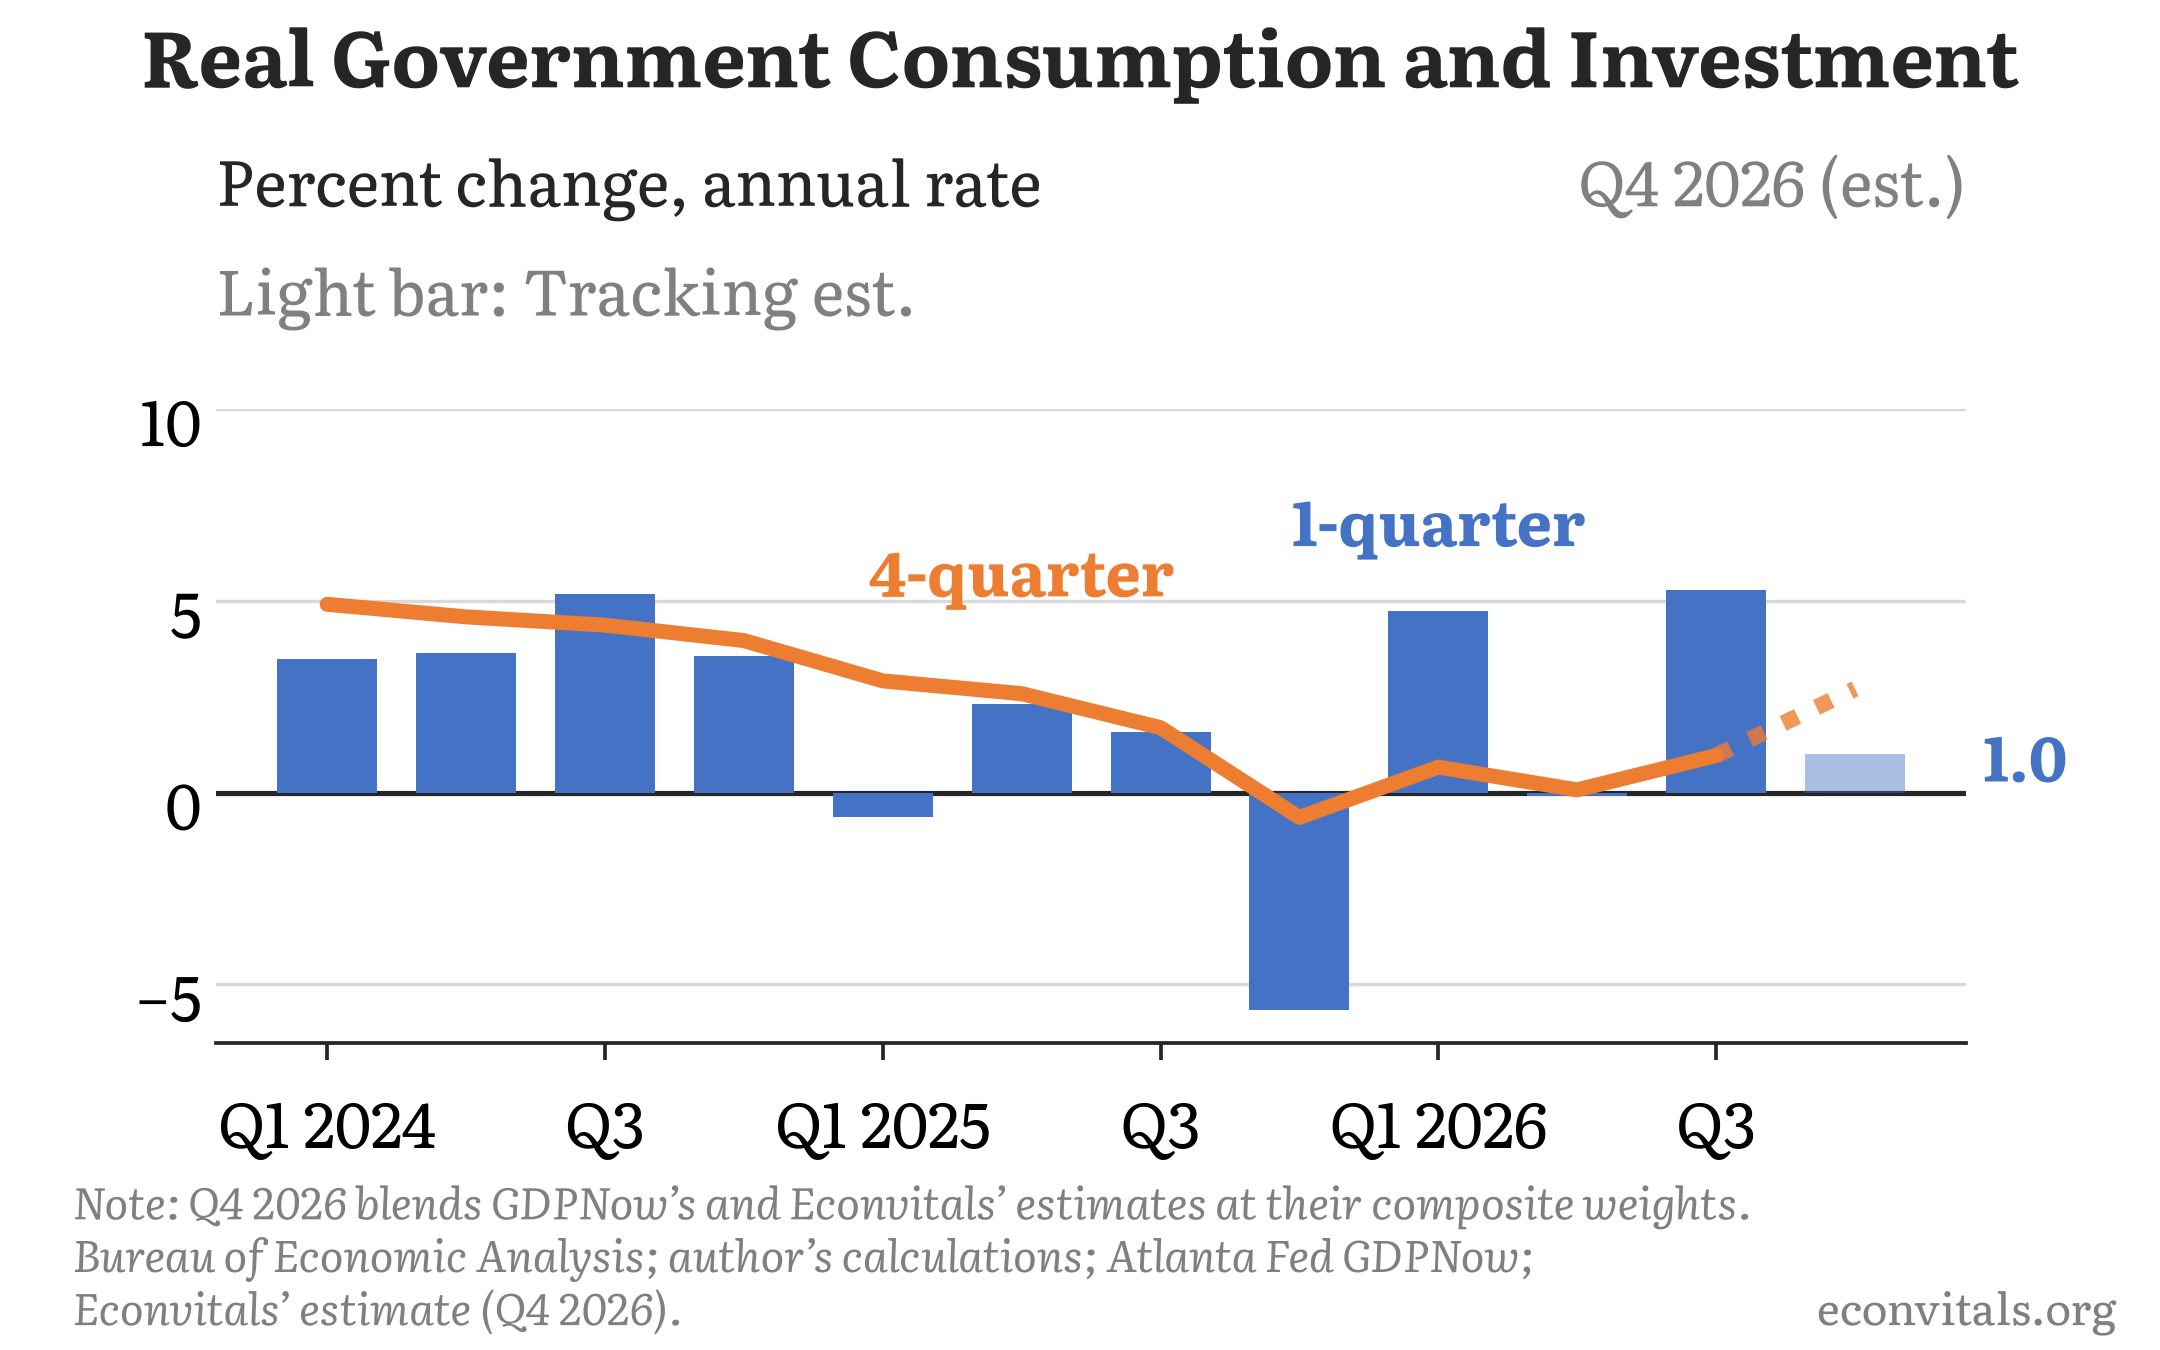 Real Government Consumption and Investment
Percent change, annual rate
Q4 2026 (est.)
Light bar: Tracking est.
10
5
0
−5
4-quarter
1-quarter
1.0
Q1 2024
Q3
Q1 2025
Q3
Q1 2026
Q3
Note: Q4 2026 blends GDPNow’s and Econvitals’ estimates at their composite weights.
Bureau of Economic Analysis; author’s calculations; Atlanta Fed GDPNow;
Econvitals’ estimate (Q4 2026).
econvitals.org